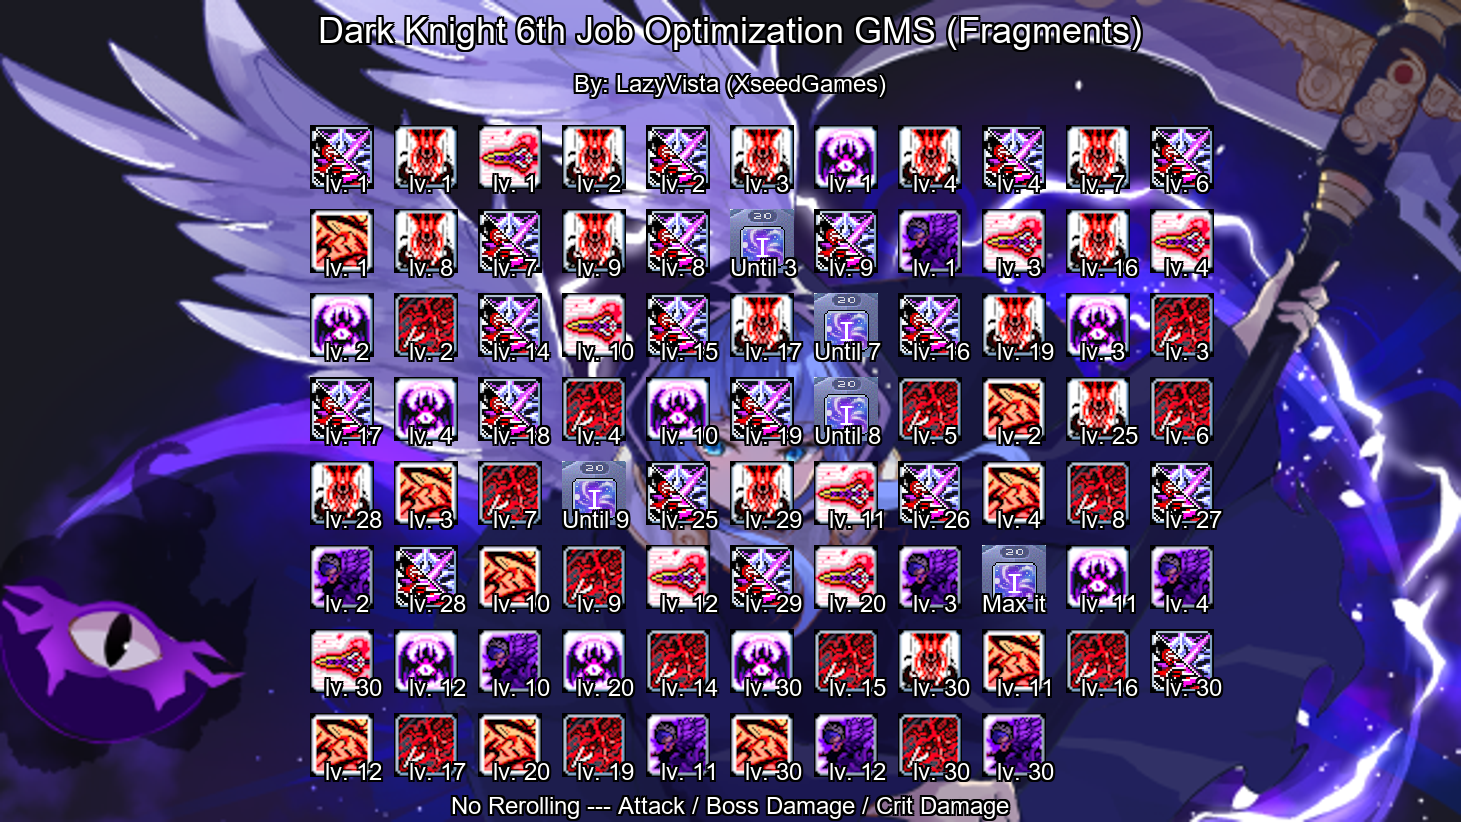 Dark Knight 6th Job Optimization GMS (Fragments)
By: LazyVista (XseedGames)
lv. 1 lv. 1 lv. 1 lv. 2 lv. 2 lv. 3 lv. 1 lv. 4 lv. 4 lv. 7 lv. 6
20
lv. 1 lv. 8 lv. 7 lv. 9 lv. 8 Until 3 lv. 9 lv. 1 lv. 3 lv. 16 lv. 4
20
lv. 2 lv. 2 lv. 14 lv. 10 lv. 15 lv. 17 Until 7 lv. 16 lv. 19 lv. 3 lv. 3
20
lv. 17 lv. 4 lv. 18 lv. 4 lv. 10 lv. 19 Until 8 lv. 5 lv. 2 lv. 25 lv. 6
20
lv. 28 lv. 3 lv. 7 Until 9 lv. 25 lv. 29 lv. 11 lv. 26 lv. 4 lv. 8 lv. 27
20
lv. 2 lv. 28 lv. 10 lv. 9 lv. 12 lv. 29 lv. 20 lv. 3 Max it lv. 11 lv. 4
lv. 30 lv. 12 lv. 10 lv. 20 lv. 14 lv. 30 lv. 15 lv. 30 lv. 11 lv. 16 lv. 30
lv. 12 lv. 17 lv. 20 lv. 19 lv. 11 lv. 30 lv. 12 lv. 30 lv. 30
No Rerolling --- Attack / Boss Damage / Crit Damage